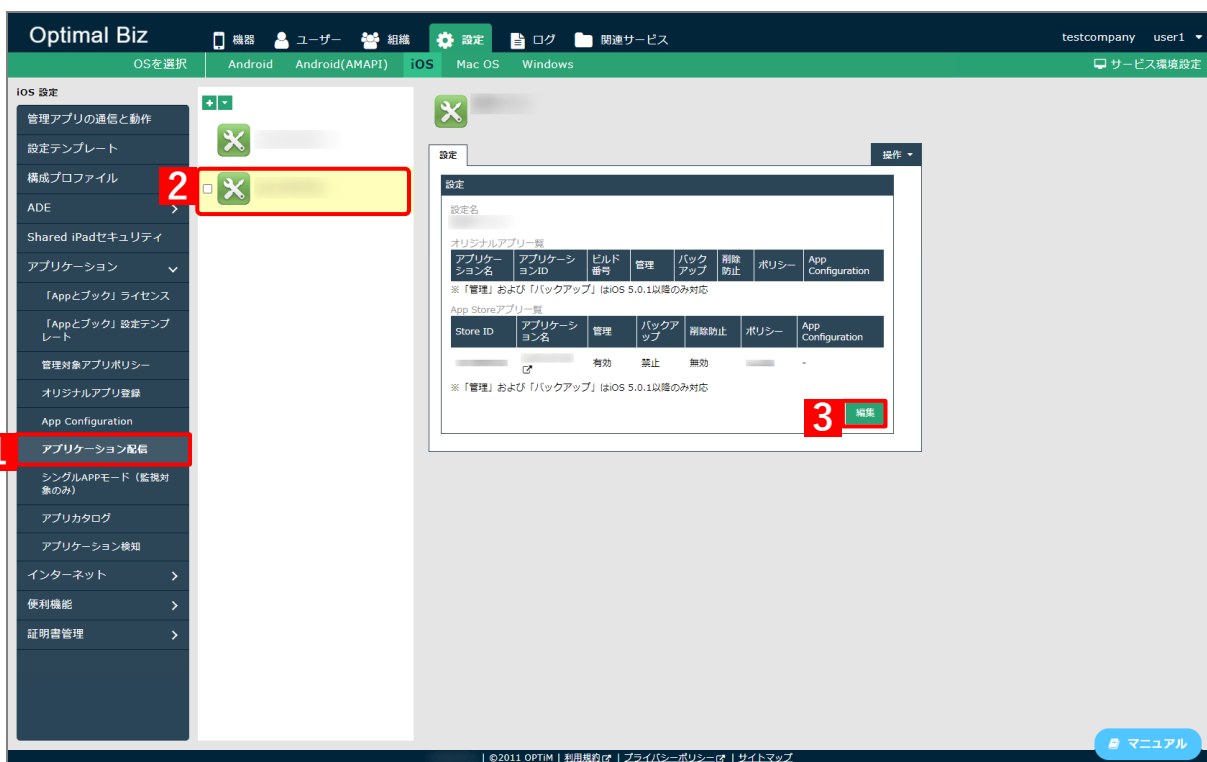 Optimal Biz
機器 ユーザー 組織 設定 ログ 関連サービス
testcompany user1
OSを選択 Android Android(AMAPI) iOS Mac OS Windows
サービス環境設定
iOS 設定
管理アプリの通信と動作
設定テンプレート
構成プロファイル
ADE
Shared iPadセキュリティ
アプリケーション
「Appとブック」ライセンス
「Appとブック」設定テンプ
レート
管理対象アプリポリシー
オリジナルアプリ登録
App Configuration
1
アプリケーション配信
シングルAPPモード（監視対
象のみ）
アプリカタログ
アプリケーション検知
インターネット
便利機能
証明書管理
2
設定
操作
設定
設定名
オリジナルアプリ一覧
アプリケー
ション名
アプリケーシ
ョンID
ビルド
番号
管理
バック
アップ
削除
防止
ポリシー
App
Configuration
※「管理」および「バックアップ」はiOS 5.0.1以降のみ対応
App Storeアプリ一覧
Store ID
アプリケーシ
ョン名
管理
バックア
ップ
削除防止
ポリシー
App
Configuration
有効 禁止 無効 -
※「管理」および「バックアップ」はiOS 5.0.1以降のみ対応
3
編集
マニュアル
| ©2011 OPTiM | 利用規約 | プライバシーポリシー | サイトマップ